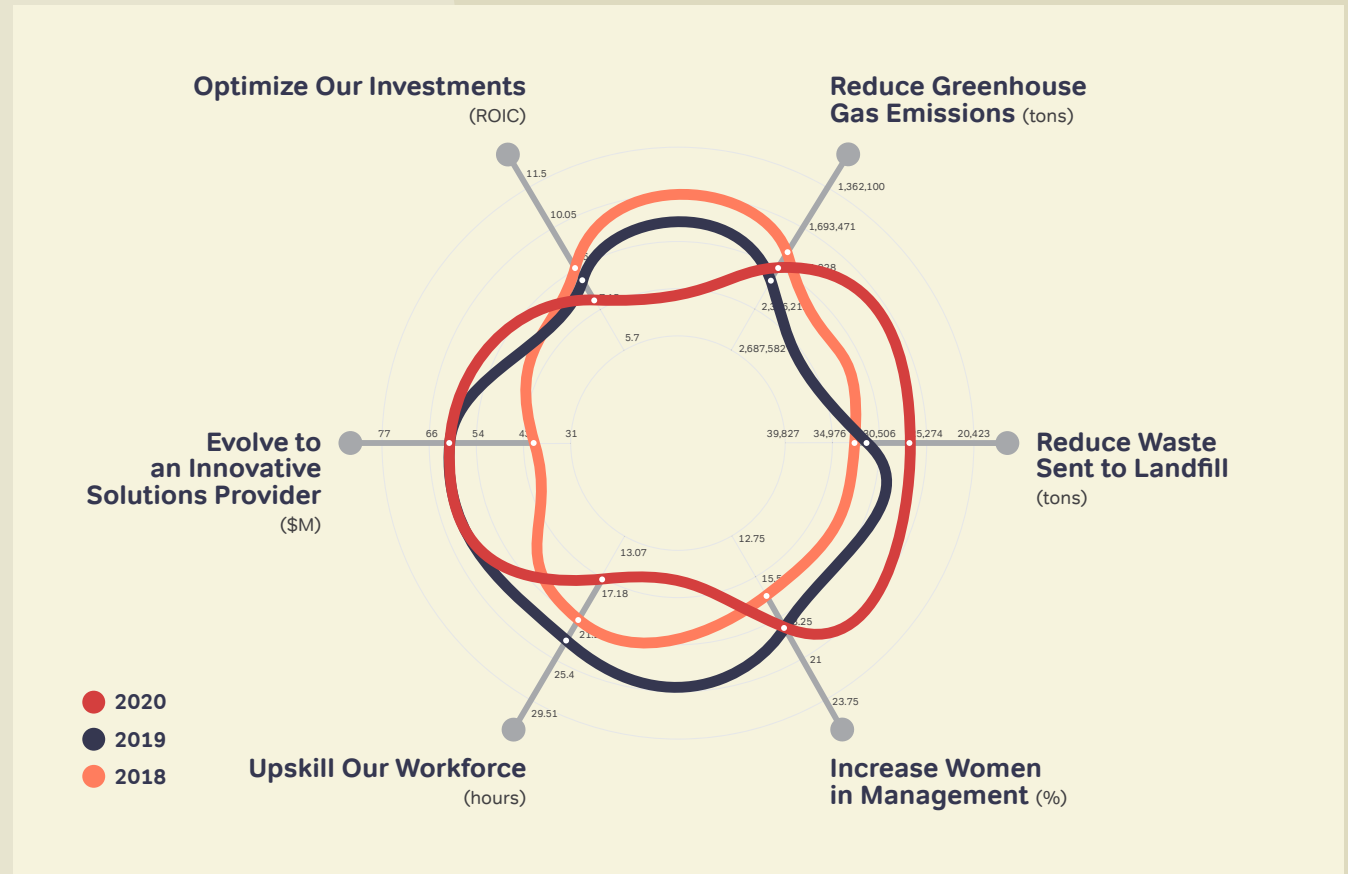 Optimize Our Investments
(ROIC)
Reduce Greenhouse
Gas Emissions (tons)
11.5
10.05
7.15
5.7
1,362,100
1,693,471
2,687,582
Evolve to
an Innovative
Solutions Provider
($M)
77
66
54
31
39,827
34,976
20,423
Reduce Waste
Sent to Landfill
(tons)
13.07
17.18
25.4
29.51
12.75
21
23.75
2020
2019
2018
Upskill Our Workforce
(hours)
Increase Women
in Management (%)